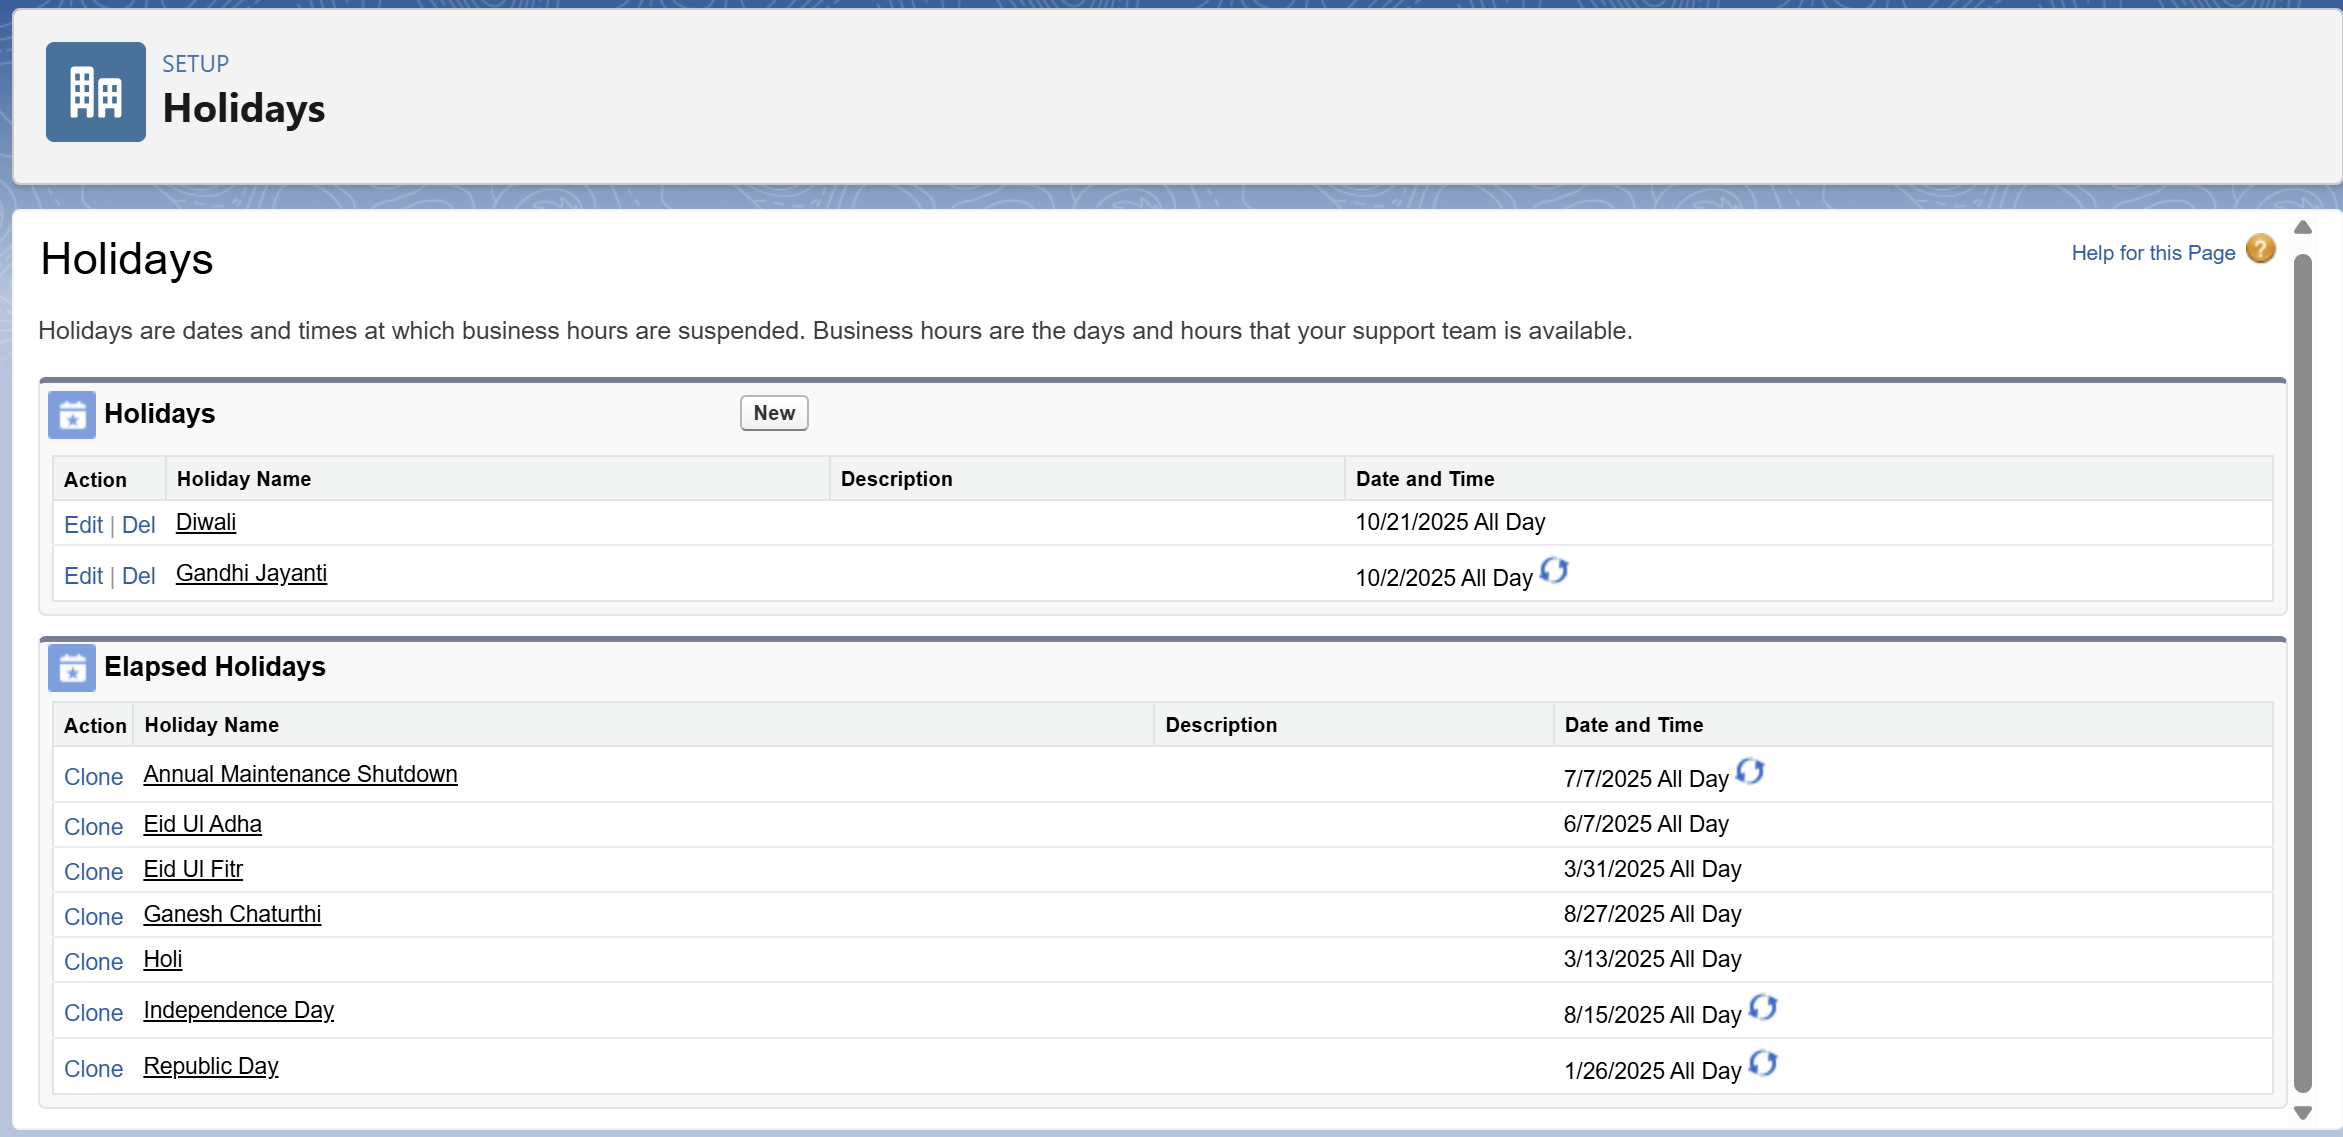 SETUP
Holidays
Holidays
Help for this Page ?
Holidays are dates and times at which business hours are suspended. Business hours are the days and hours that your support team is available.
Holidays New
Action Holiday Name Description Date and Time
Edit | Del Diwali 10/21/2025 All Day
Edit | Del Gandhi Jayanti 10/2/2025 All Day
Elapsed Holidays
Action Holiday Name Description Date and Time
Clone Annual Maintenance Shutdown 7/7/2025 All Day
Clone Eid Ul Adha 6/7/2025 All Day
Clone Eid Ul Fitr 3/31/2025 All Day
Clone Ganesh Chaturthi 8/27/2025 All Day
Clone Holi 3/13/2025 All Day
Clone Independence Day 8/15/2025 All Day
Clone Republic Day 1/26/2025 All Day